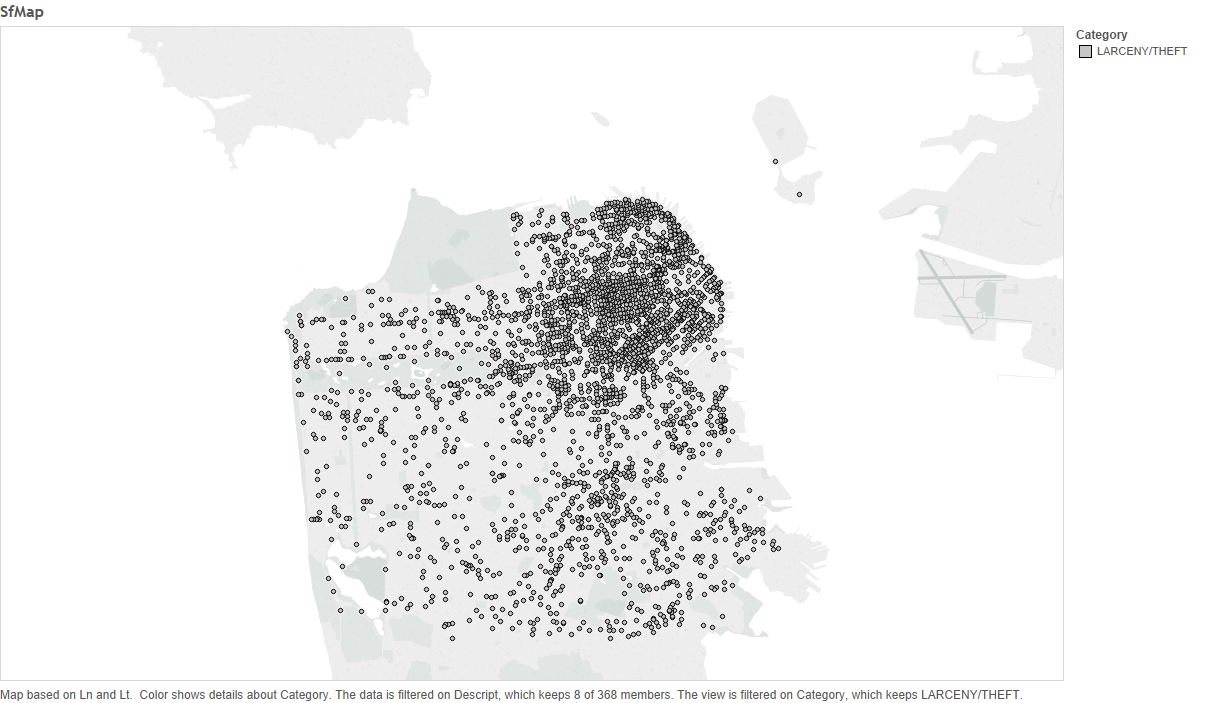 SfMap
Category
LARCENY/THEFT
Map based on Ln and Lt.  Color shows details about Category. The data is filtered on Descript, which keeps 8 of 368 members. The view is filtered on Category, which keeps LARCENY/THEFT.